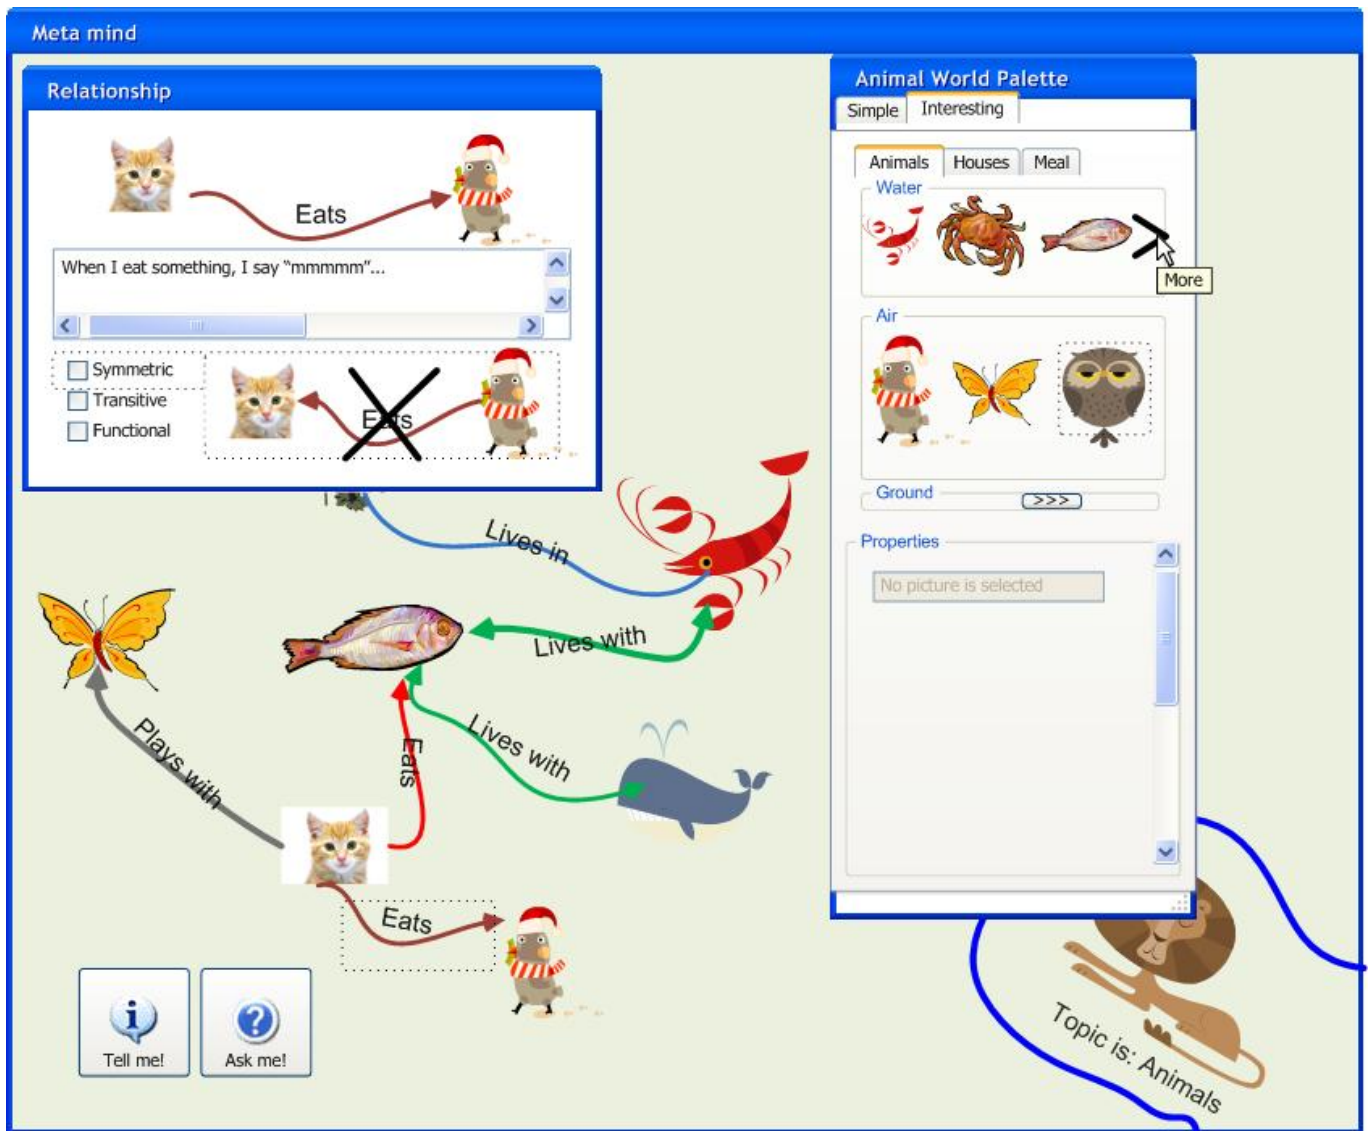 Meta mind
Relationship
Eats
When I eat something, I say “mmmmm”...
Symmetric
Transitive
Functional
Eats
Animal World Palette
Simple
Interesting
Animals
Houses
Meal
Water
More
Air
Ground
>>>
Properties
No picture is selected
Lives in
Lives with
Lives with
Plays with
Eats
Eats
Tell me!
Ask me!
Topic is: Animals